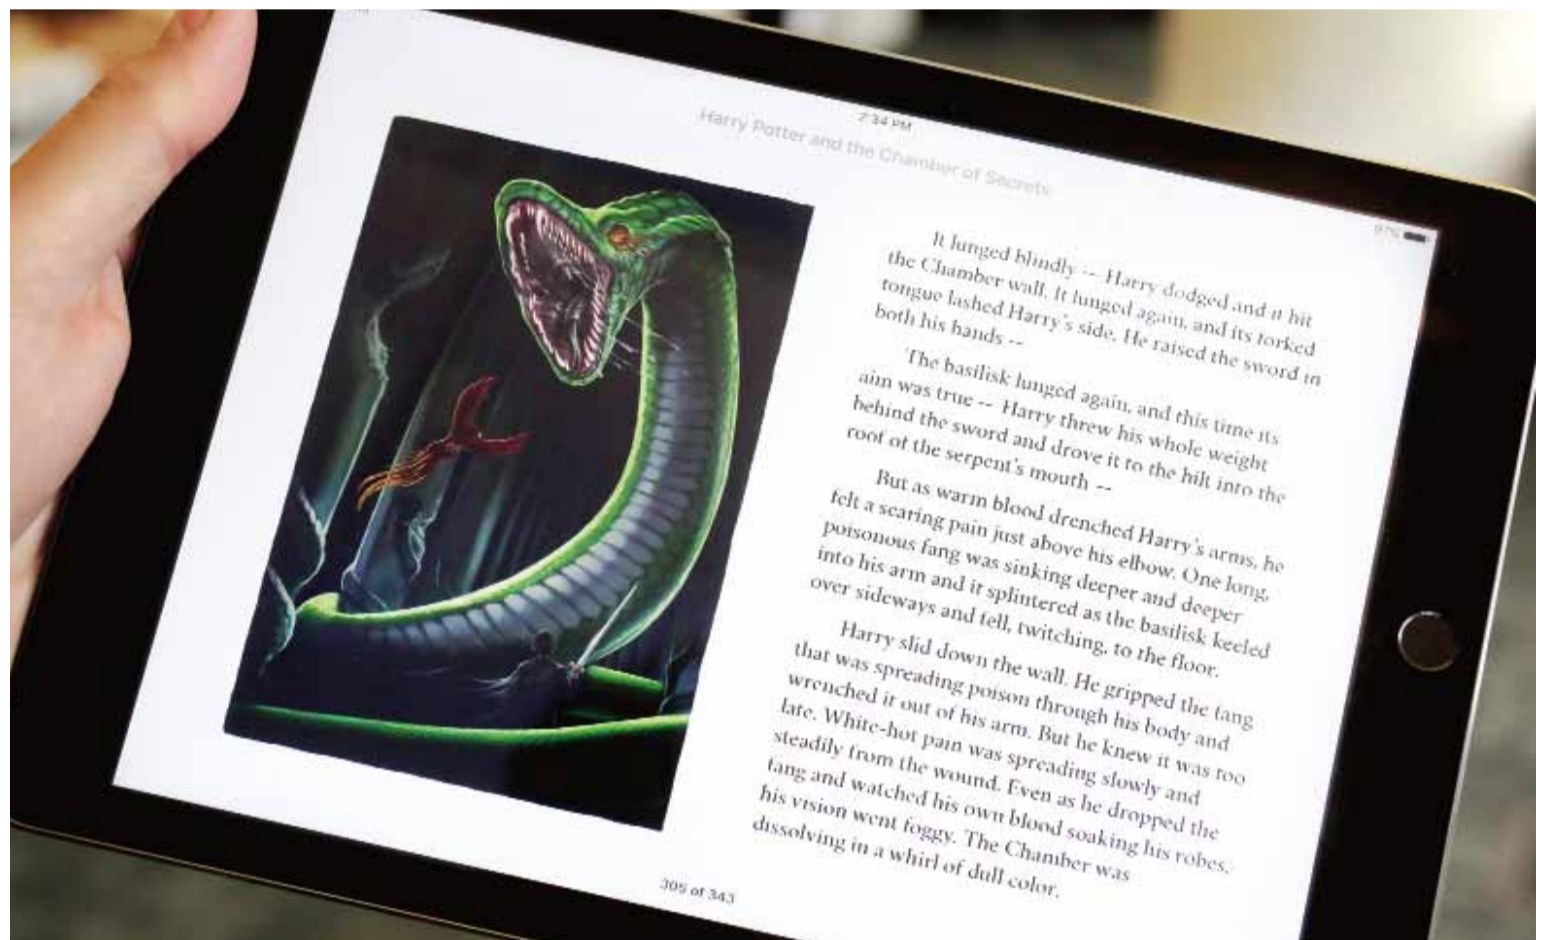 2:34 PM
Harry Potter and the Chamber of Secrets
97%
It lunged blindly -- Harry dodged and it hit
the Chamber wall. It lunged again, and its forked
tongue lashed Harry's side. He raised the sword in
both his hands --
The basilisk lunged again, and this time its
aim was true -- Harry threw his whole weight
behind the sword and drove it to the hilt into the
roof of the serpent's mouth --
But as warm blood drenched Harry's arms, he
felt a searing pain just above his elbow. One long,
poisonous fang was sinking deeper and deeper
into his arm and it splintered as the basilisk keeled
over sideways and fell, twitching, to the floor.
Harry slid down the wall. He gripped the fang
that was spreading poison through his body and
wrenched it out of his arm. But he knew it was too
late. White-hot pain was spreading slowly and
steadily from the wound. Even as he dropped the
fang and watched his own blood soaking his robes,
his vision went foggy. The Chamber was
dissolving in a whirl of dull color.
305 of 343